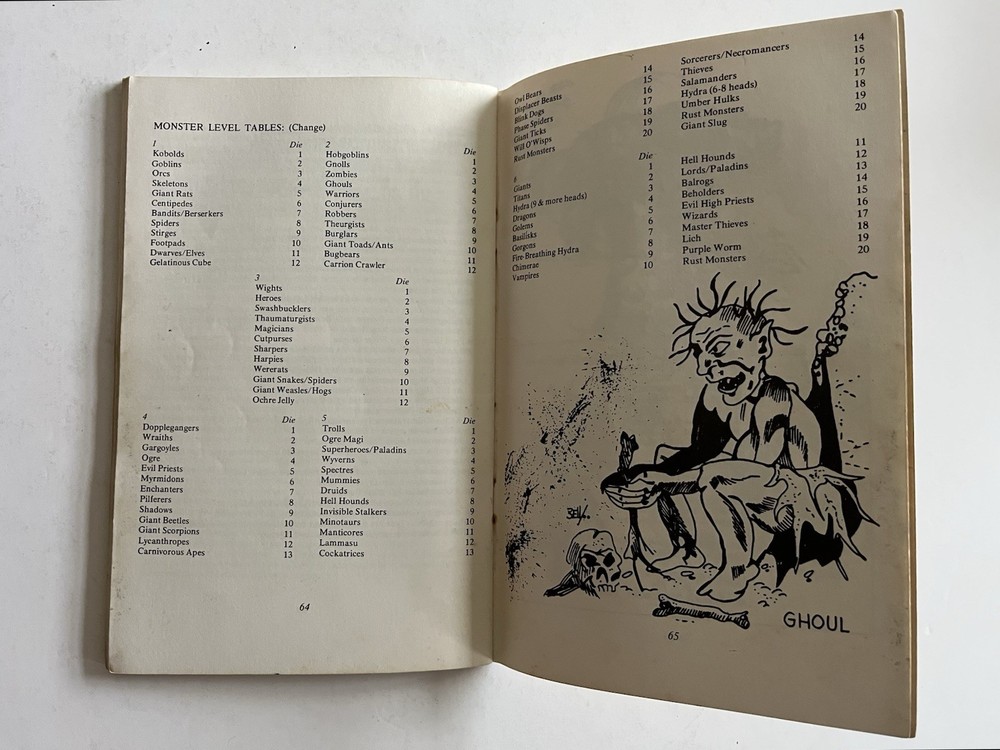 MONSTER LEVEL TABLES: (Change)
1 Die
Kobolds 1
Goblins 2
Orcs 3
Skeletons 4
Giant Rats 5
Centipedes 6
Bandits/Berserkers 7
Spiders 8
Stirges 9
Footpads 10
Dwarves/Elves 11
Gelatinous Cube 12
2 Die
Hobgoblins 1
Gnolls 2
Zombies 3
Ghouls 4
Warriors 5
Conjurers 6
Robbers 7
Theurgists 8
Burglars 9
Giant Toads/Ants 10
Bugbears 11
Carrion Crawler 12
3 Die
Wights 1
Heroes 2
Swashbucklers 3
Thaumaturgists 4
Magicians 5
Cutpurses 6
Sharpers 7
Harpies 8
Wererats 9
Giant Snakes/Spiders 10
Giant Weasles/Hogs 11
Ochre Jelly 12
4 Die
Dopplegangers 1
Wraiths 2
Gargoyles 3
Ogre 4
Evil Priests 5
Myrmidons 6
Enchanters 7
Pilferers 8
Shadows 9
Giant Beetles 10
Giant Scorpions 11
Lycanthropes 12
Carnivorous Apes 13
5 Die
Trolls 1
Ogre Magi 2
Superheroes/Paladins 3
Wyverns 4
Spectres 5
Mummies 6
Druids 7
Hell Hounds 8
Invisible Stalkers 9
Minotaurs 10
Manticores 11
Lammasu 12
Cockatrices 13
64
Owl Bears 14
Displacer Beasts 15
Blink Dogs 16
Phase Spiders 17
Giant Ticks 18
Will O'Wisps 19
Rust Monsters 20
Sorcerers/Necromancers 14
Thieves 15
Salamanders 16
Hydra (6-8 heads) 17
Umber Hulks 18
Rust Monsters 19
Giant Slug 20
6 Die
Giants 1
Titans 2
Hydra (9 & more heads) 3
Dragons 4
Golems 5
Basilisks 6
Gorgons 7
Fire-Breathing Hydra 8
Chimerae 9
Vampires 10
Hell Hounds 11
Lords/Paladins 12
Balrogs 13
Beholders 14
Evil High Priests 15
Wizards 16
Master Thieves 17
Lich 18
Purple Worm 19
Rust Monsters 20
BELL.
GHOUL
65